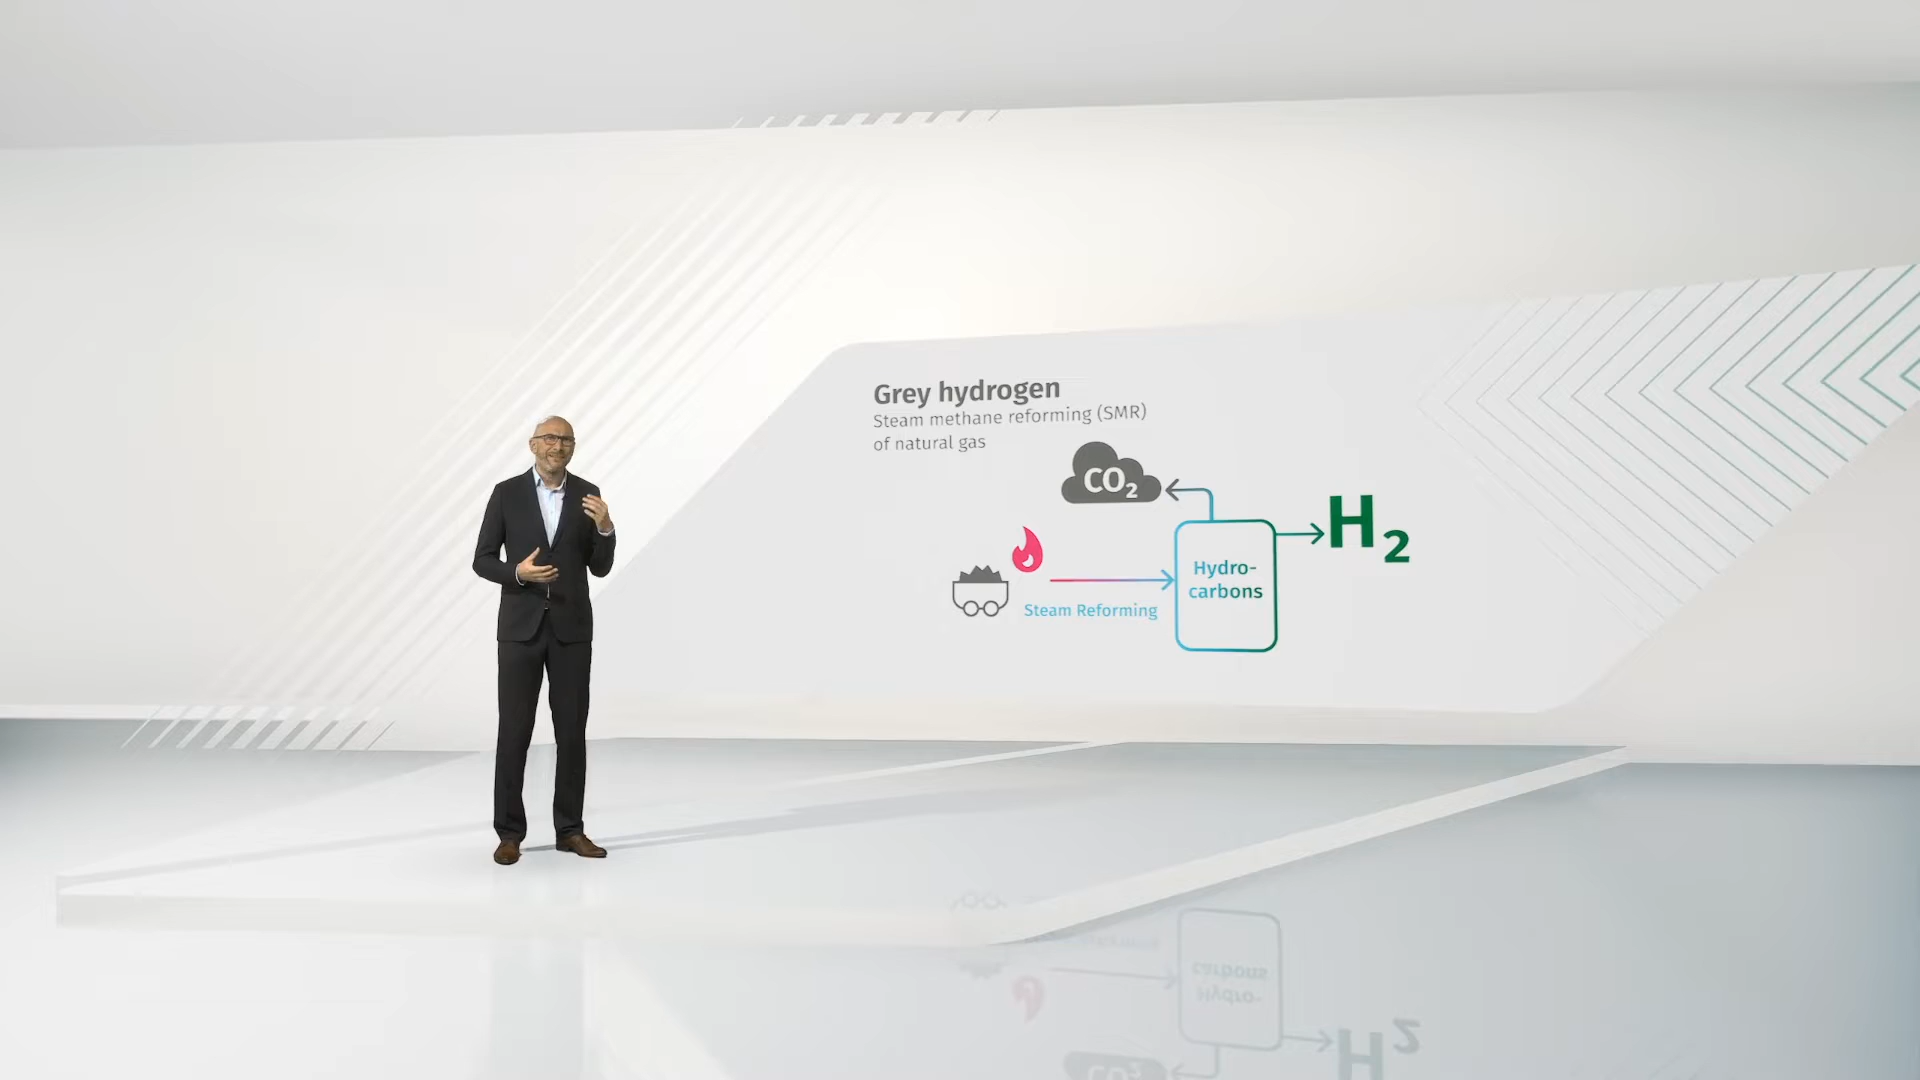 Grey hydrogen
Steam methane reforming (SMR)
of natural gas
CO₂
H₂
Hydro-
carbons
Steam Reforming